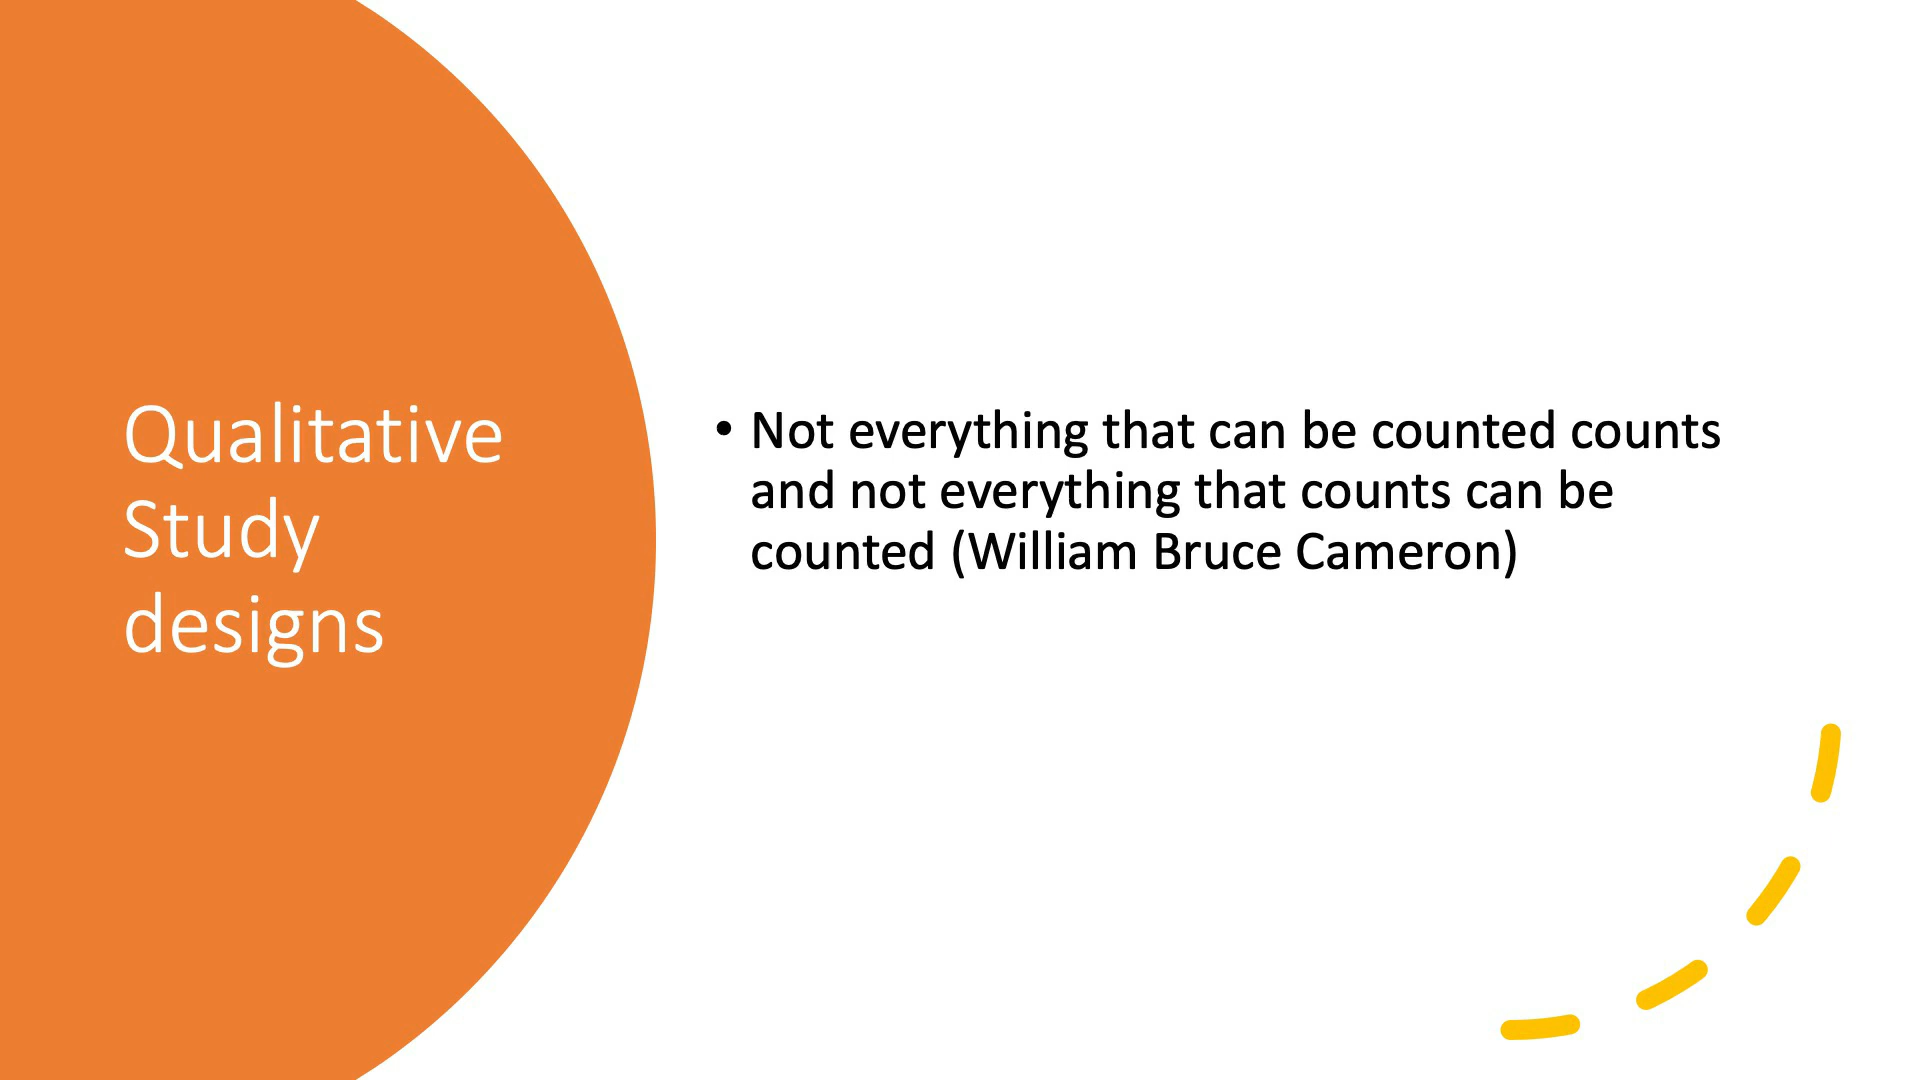 Qualitative
Study
designs
• Not everything that can be counted counts
and not everything that counts can be
counted (William Bruce Cameron)